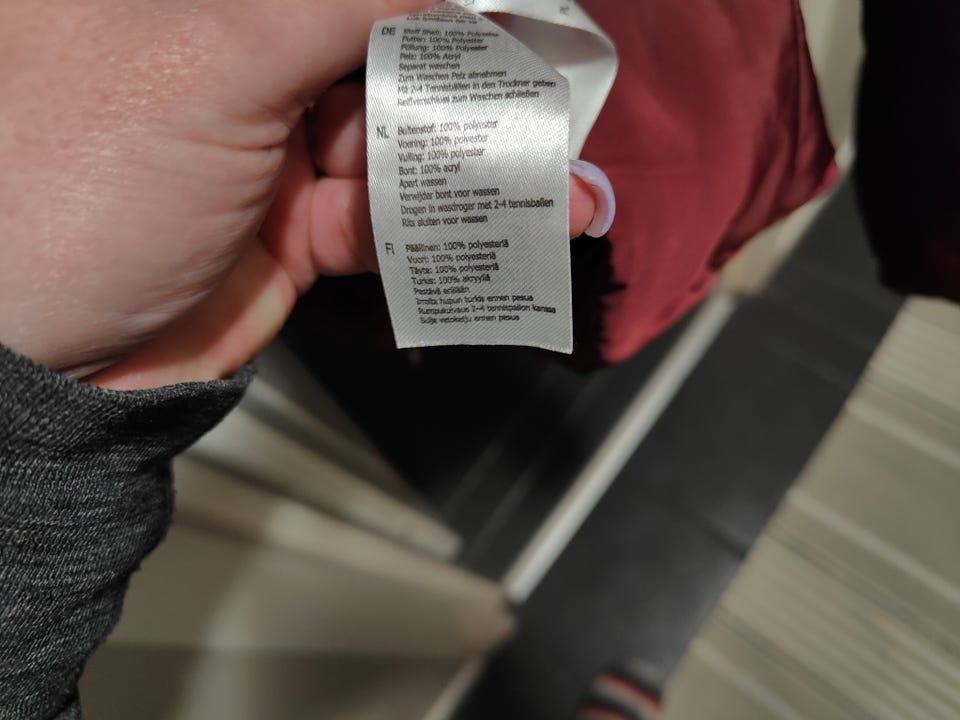 DE Stoff Shell: 100% Polyester
Futter: 100% Polyester
Füllung: 100% Polyester
Pelz: 100% Acryl
Separat waschen
Zum Waschen Pelz abnehmen
Mit 2-4 Tennisbällen in den Trockner geben
Reißverschluss zum Waschen schließen
NL Buitenstof: 100% polyester
Voering: 100% polyester
Vulling: 100% polyester
Bont: 100% acryl
Apart wassen
Verwijder bont voor wassen
Drogen in wasdroger met 2-4 tennisballen
Rits sluiten voor wassen
FI Päällinen: 100% polyesteriä
Vuori: 100% polyesteriä
Täyte: 100% polyesteriä
Turkis: 100% akryyliä
Pestävä erillään
Irroita hupun turkis ennen pesua
Rumpukuivaus 2-4 tennispallon kanssa
Sulje vetoketju ennen pesua